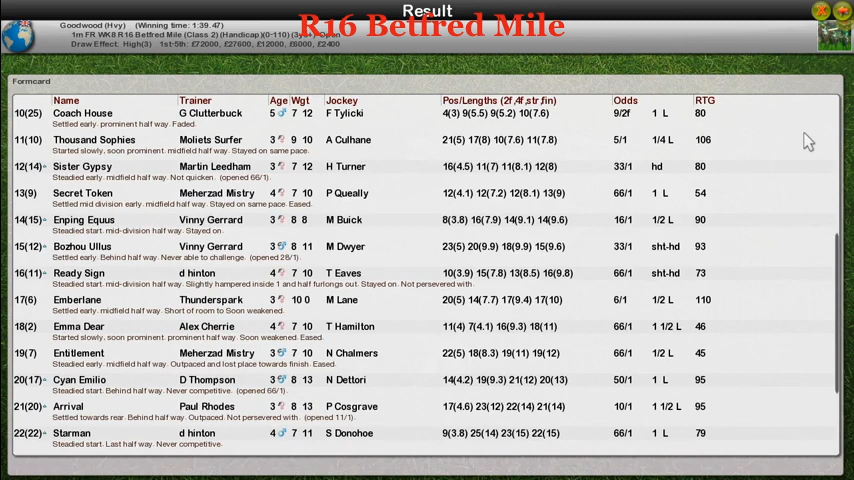 Result
R16 Betfred Mile
Goodwood (Hvy) (Winning time: 1:39.47)
1m FR WK8 R16 Betfred Mile (Class 2) (Handicap)(0-110) (3yo+) Open
Draw Effect: High(3) 1st-5th: £72000, £27600, £12000, £6000, £2400
Formcard
Name Trainer Age Wgt Jockey Pos/Lengths (2f,4f,str,fin) Odds RTG
10(25) Coach House G Clutterbuck 5 7 12 F Tylicki 4(3) 9(5.5) 9(5.2) 10(7.6) 9/2f 1 L 80
Settled early. prominent half way. Faded.
11(10) Thousand Sophies Moliets Surfer 3 9 10 A Culhane 21(5) 17(8) 10(7.6) 11(7.8) 5/1 1/4 L 106
Started slowly, soon prominent. midfield half way. Stayed on same pace.
12(14) Sister Gypsy Martin Leedham 3 7 12 H Turner 16(4.5) 11(7) 11(8.1) 12(8) 33/1 hd 80
Steadied early. midfield half way. Not quicken. (opened 66/1)
13(9) Secret Token Meherzad Mistry 4 7 10 P Queally 12(4.1) 12(7.2) 12(8.1) 13(9) 66/1 1 L 54
Settled mid division early. midfield half way. Stayed on same pace. Eased.
14(15) Enping Equus Vinny Gerrard 3 8 8 M Buick 8(3.8) 16(7.9) 14(9.1) 14(9.6) 16/1 1/2 L 90
Steadied start. mid-division half way. Stayed on.
15(12) Bozhou Ullus Vinny Gerrard 3 8 11 M Dwyer 23(5) 20(9.9) 18(9.9) 15(9.6) 33/1 sht-hd 93
Settled early. Behind half way. Never able to challenge. (opened 28/1)
16(11) Ready Sign d hinton 4 7 10 T Eaves 10(3.9) 15(7.8) 13(8.5) 16(9.8) 66/1 sht-hd 73
Steadied start. mid-division half way. Slightly hampered inside 1 and half furlongs out. Stayed on. Not persevered with.
17(6) Emberlane Thunderspark 3 10 0 M Lane 20(5) 14(7.7) 17(9.4) 17(10) 6/1 1/2 L 110
Settled early. midfield half way. Short of room to Soon weakened.
18(2) Emma Dear Alex Cherrie 4 7 10 T Hamilton 11(4) 7(4.1) 16(9.3) 18(11) 66/1 1 1/2 L 46
Started slowly, soon prominent. prominent half way. Soon weakened. Eased.
19(7) Entitlement Meherzad Mistry 3 7 10 N Chalmers 22(5) 18(8.3) 19(11) 19(12) 66/1 1/2 L 45
Steadied early. midfield half way. Outpaced and lost place towards finish. Eased.
20(17) Cyan Emilio D Thompson 3 8 13 N Dettori 14(4.2) 19(9.3) 21(12) 20(13) 50/1 1 L 95
Steadied start. Behind half way. Never competitive. (opened 66/1)
21(20) Arrival Paul Rhodes 3 8 13 P Cosgrave 17(4.6) 23(12) 22(14) 21(14) 10/1 1 1/2 L 95
Settled towards rear. Behind half way. Outpaced. Not persevered with. (opened 11/1)
22(22) Starman d hinton 4 7 11 S Donohoe 9(3.8) 25(14) 23(15) 22(15) 66/1 1 L 79
Steadied start. Last half way. Never competitive.